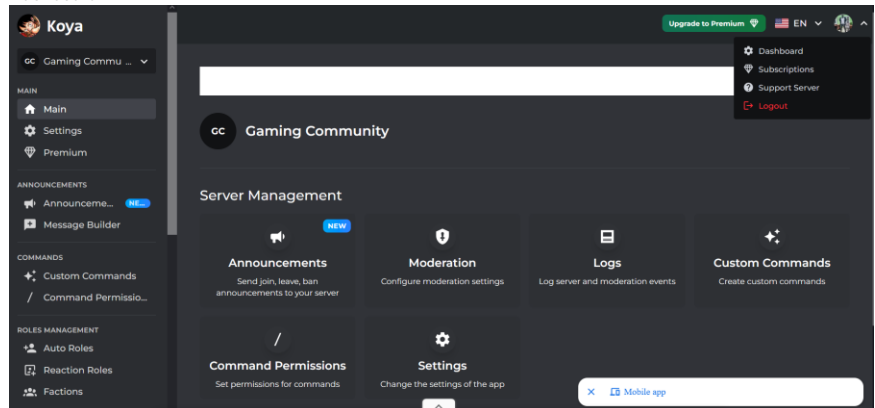 Koya
Upgrade to Premium
EN
GC Gaming Commu ...
Dashboard
Subscriptions
Support Server
Logout
MAIN
Main
Settings
Premium
GC Gaming Community
ANNOUNCEMENTS
Announceme... NE...
Message Builder
COMMANDS
Custom Commands
/ Command Permissio...
ROLES MANAGEMENT
Auto Roles
Reaction Roles
Factions
Server Management
NEW
Announcements
Send join, leave, ban
announcements to your server
Moderation
Configure moderation settings
Logs
Log server and moderation events
Custom Commands
Create custom commands
/
Command Permissions
Set permissions for commands
Settings
Change the settings of the app
Mobile app